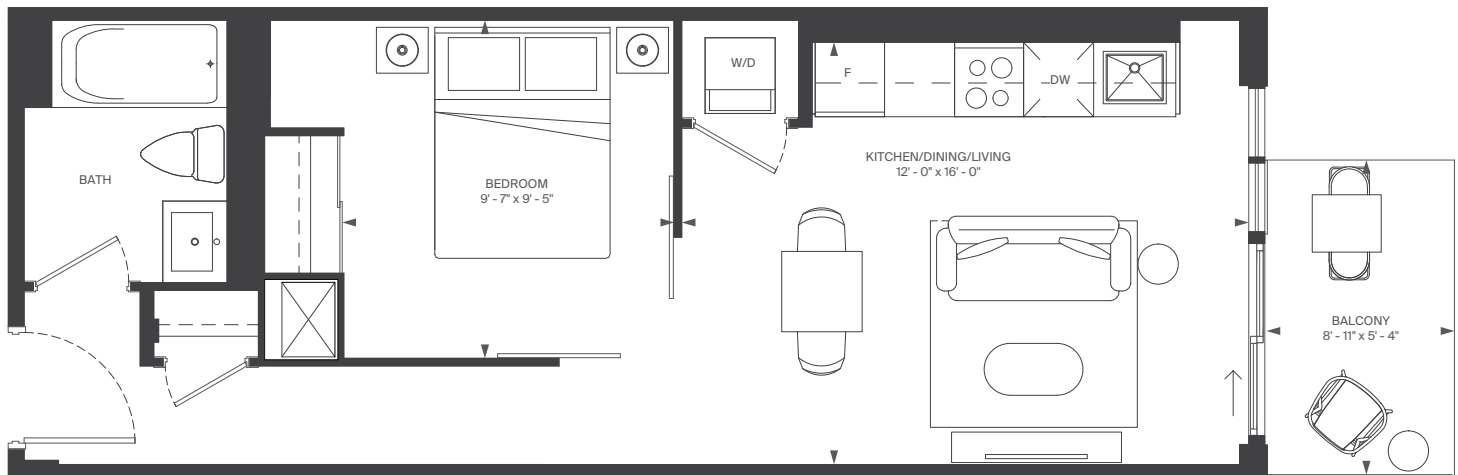 W/D
F
DW
KITCHEN/DINING/LIVING
12' - 0" x 16' - 0"
BATH
BEDROOM
9' - 7" x 9' - 5"
BALCONY
8' - 11" x 5' - 4"